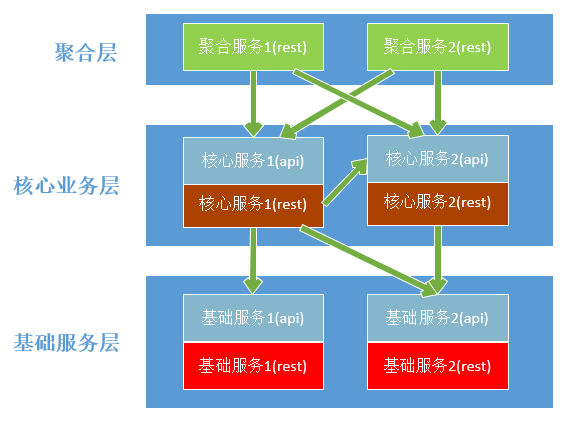 聚合层
聚合服务1(rest)
聚合服务2(rest)
核心业务层
核心服务1(api)
核心服务2(api)
核心服务1(rest)
核心服务2(rest)
基础服务层
基础服务1(api)
基础服务2(api)
基础服务1(rest)
基础服务2(rest)